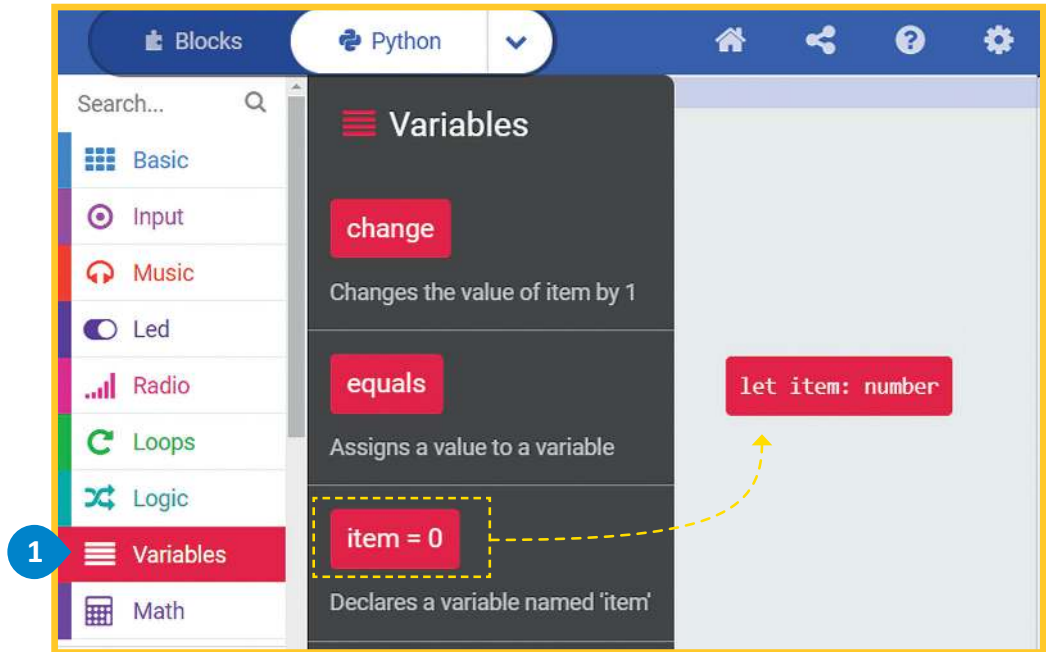 Blocks
Python
Search...
Basic
Input
Music
Led
Radio
Loops
Logic
1
Variables
Math
Variables
change
Changes the value of item by 1
equals
Assigns a value to a variable
item = 0
Declares a variable named 'item'
let item: number